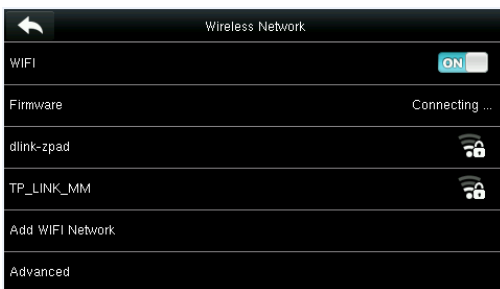 Wireless Network
WIFI ON
Firmware Connecting ...
dlink-zpad
TP_LINK_MM
Add WIFI Network
Advanced